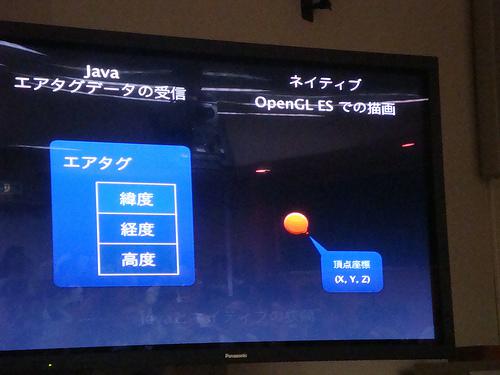 Java
エアタグデータの受信
ネイティブ
OpenGL ES での描画
エアタグ
緯度
経度
高度
頂点座標
(X, Y, Z)
Panasonic